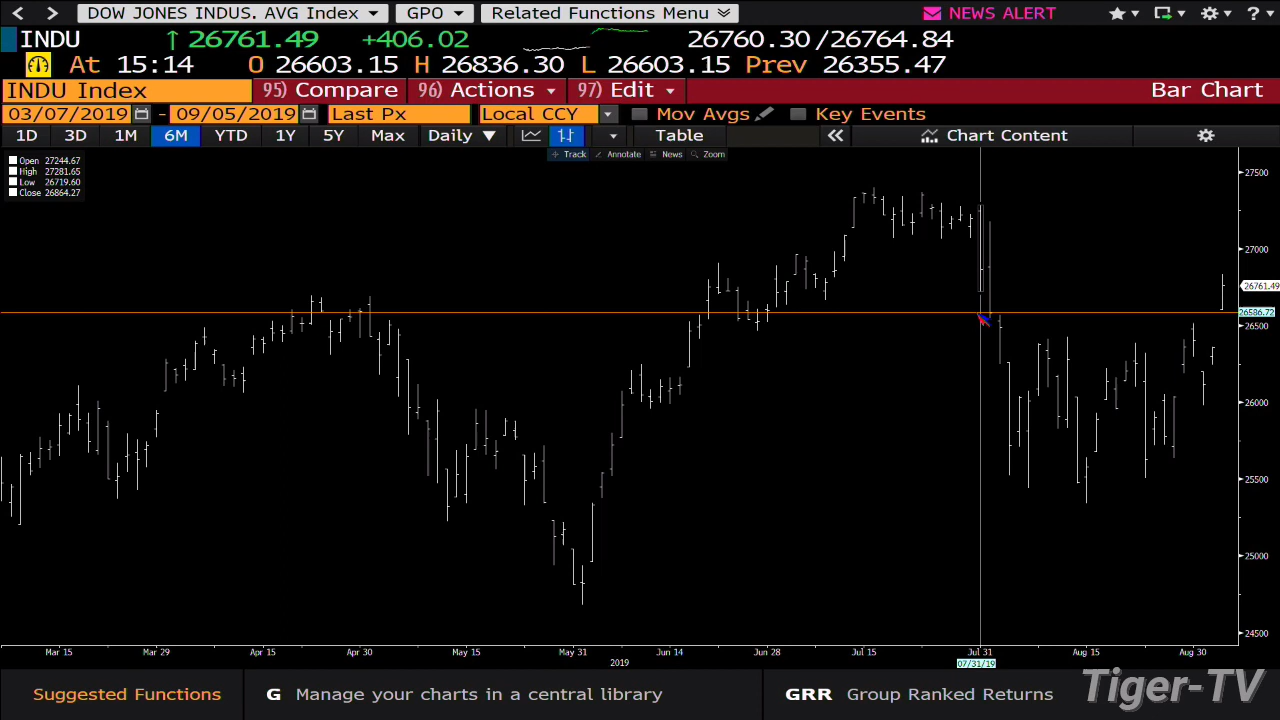 DOW JONES INDUS. AVG Index GPO Related Functions Menu NEWS ALERT ?
INDU 26761.49 +406.02 26760.30/26764.84
At 15:14 O 26603.15 H 26836.30 L 26603.15 Prev 26355.47
INDU Index 95) Compare 96) Actions 97) Edit Bar Chart
03/07/2019 - 09/05/2019 Last Px Local CCY Mov Avgs Key Events
1D 3D 1M 6M YTD 1Y 5Y Max Daily Table Chart Content
Track Annotate News Zoom
Open 27244.67
High 27281.65
Low 26719.60
Close 26864.27
27500
27000
26761.49
26586.72
26500
26000
25500
25000
24500
Mar 15 Mar 29 Apr 15 Apr 30 May 15 May 31 Jun 14 Jun 28 Jul 15 Jul 31 Aug 15 Aug 30
2019 07/31/19
Suggested Functions G Manage your charts in a central library GRR Group Ranked Returns
Tiger-TV